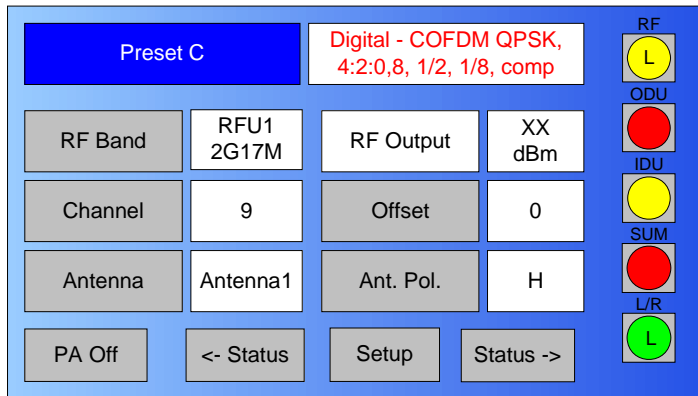 Preset C
Digital - COFDM QPSK,
4:2:0,8, 1/2, 1/8, comp
RF
L
ODU
RF Band
RFU1
2G17M
RF Output
XX
dBm
IDU
Channel
9
Offset
0
SUM
Antenna
Antenna1
Ant. Pol.
H
L/R
L
PA Off
<- Status
Setup
Status ->